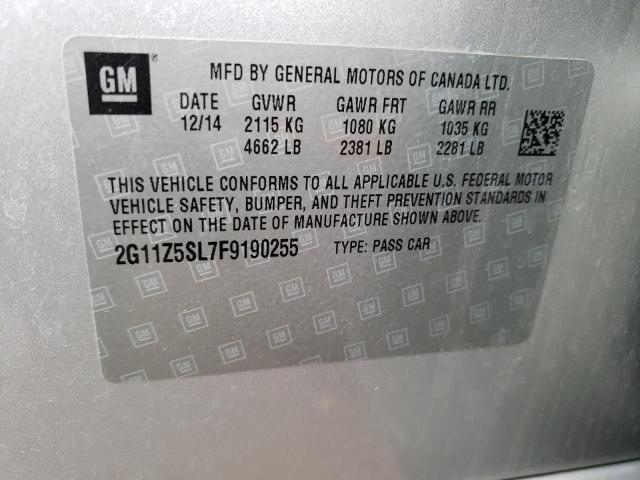 GM
MFD BY GENERAL MOTORS OF CANADA LTD.
DATE GVWR GAWR FRT GAWR RR
12/14 2115 KG 1080 KG 1035 KG
4662 LB 2381 LB 2281 LB
THIS VEHICLE CONFORMS TO ALL APPLICABLE U.S. FEDERAL MOTOR
VEHICLE SAFETY, BUMPER, AND THEFT PREVENTION STANDARDS IN
EFFECT ON THE DATE OF MANUFACTURE SHOWN ABOVE.
2G11Z5SL7F9190255 TYPE: PASS CAR